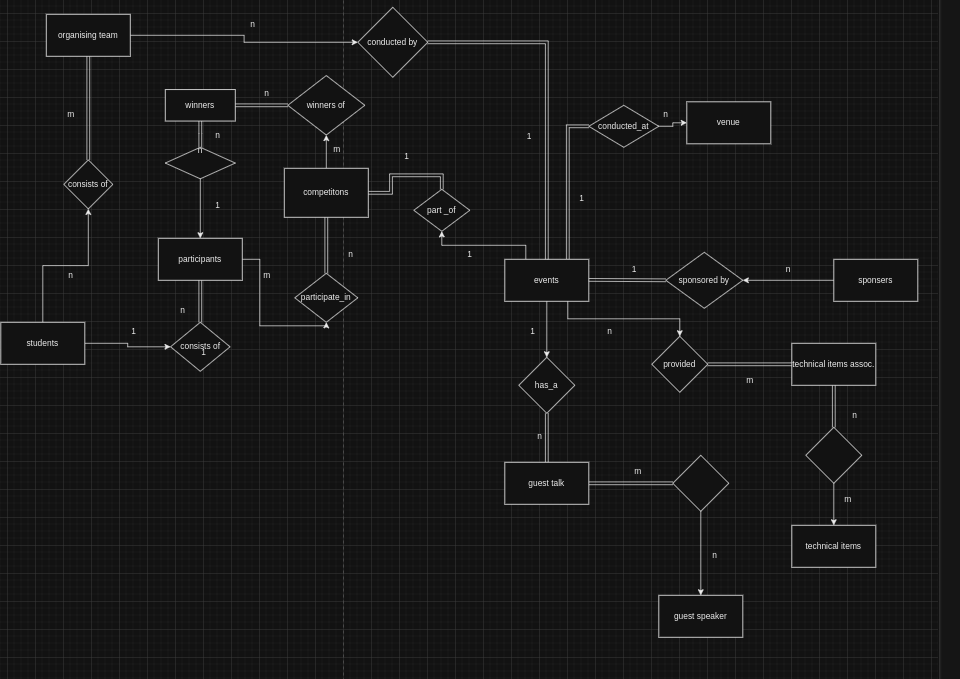 organising team
n
conducted by
winners
n
winners of
m
n
n
m
1
conducted_at
n
venue
1
competitons
1
consists of
1
part _of
1
participants
n
1
m
events
1
sponsored by
n
sponsers
n
participate_in
n
students
1
consists of
1
1
n
provided
m
technical items assoc.
has_a
n
n
guest talk
m
m
n
technical items
guest speaker